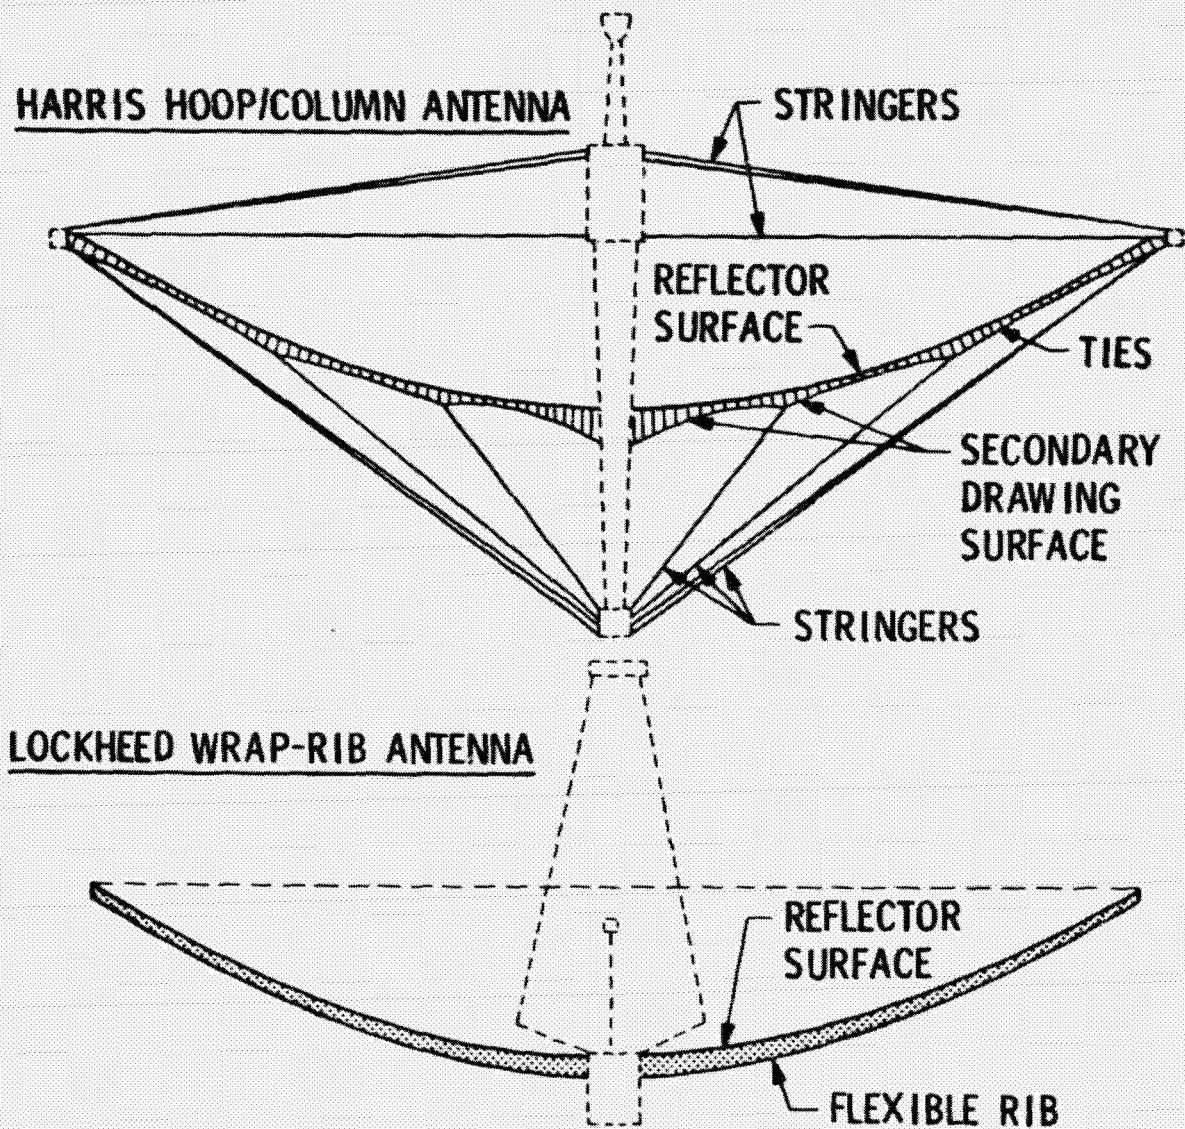 HARRIS HOOP/COLUMN ANTENNA
STRINGERS
REFLECTOR
SURFACE
TIES
SECONDARY
DRAWING
SURFACE
STRINGERS
LOCKHEED WRAP-RIB ANTENNA
REFLECTOR
SURFACE
FLEXIBLE RIB